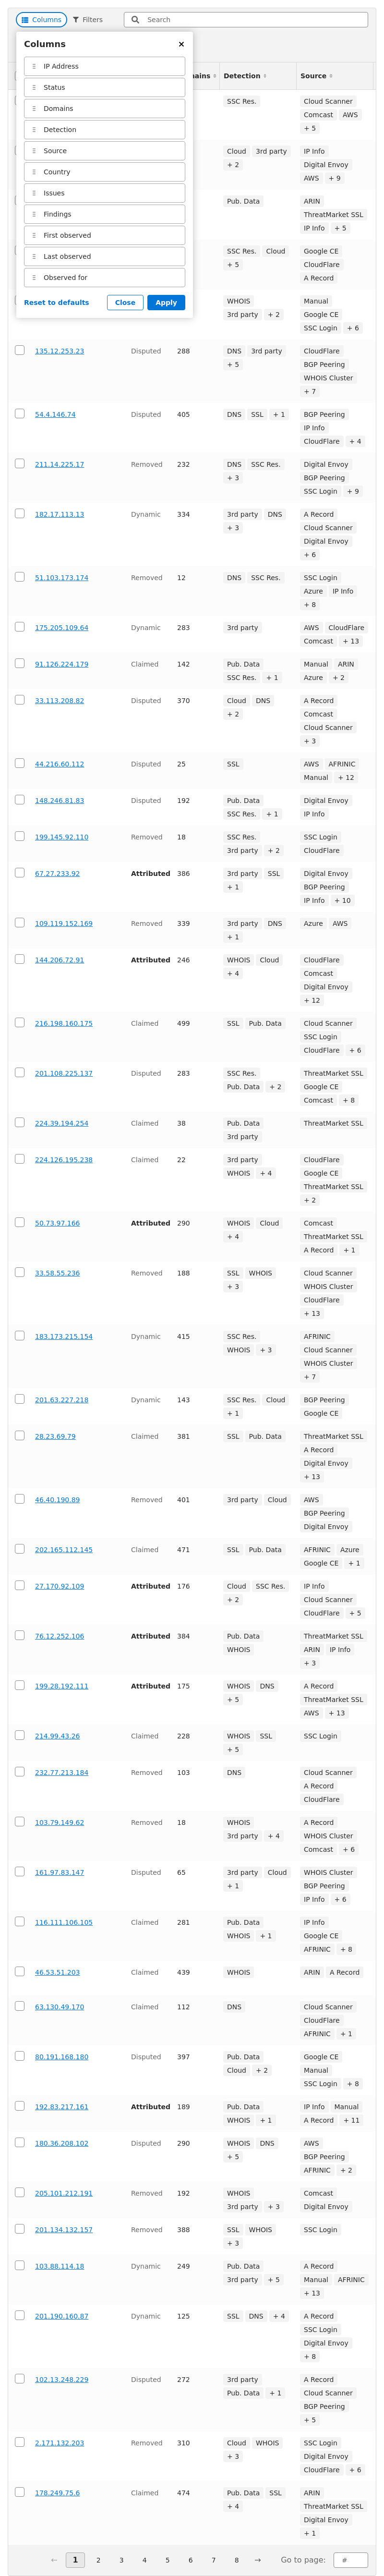 Columns Filters Search
Columns ×
IP Address
Status
Domains
Detection
Source
Country
Issues
Findings
First observed
Last observed
Observed for
Reset to defaults Close Apply
ains Detection Source
SSC Res. Cloud Scanner
Comcast AWS
+ 5
Cloud 3rd party IP Info
+ 2 Digital Envoy
AWS + 9
Pub. Data ARIN
ThreatMarket SSL
IP Info + 5
SSC Res. Cloud Google CE
+ 5 CloudFlare
A Record
WHOIS Manual
3rd party + 2 Google CE
SSC Login + 6
135.12.253.23 Disputed 288 DNS 3rd party CloudFlare
+ 5 BGP Peering
WHOIS Cluster
+ 7
54.4.146.74 Disputed 405 DNS SSL + 1 BGP Peering
IP Info
CloudFlare + 4
211.14.225.17 Removed 232 DNS SSC Res. Digital Envoy
+ 3 BGP Peering
SSC Login + 9
182.17.113.13 Dynamic 334 3rd party DNS A Record
+ 3 Cloud Scanner
Digital Envoy
+ 6
51.103.173.174 Removed 12 DNS SSC Res. SSC Login
Azure IP Info
+ 8
175.205.109.64 Dynamic 283 3rd party AWS CloudFlare
Comcast + 13
91.126.224.179 Claimed 142 Pub. Data Manual ARIN
SSC Res. + 1 Azure + 2
33.113.208.82 Disputed 370 Cloud DNS A Record
+ 2 Comcast
Cloud Scanner
+ 3
44.216.60.112 Disputed 25 SSL AWS AFRINIC
Manual + 12
148.246.81.83 Disputed 192 Pub. Data Digital Envoy
SSC Res. + 1 IP Info
199.145.92.110 Removed 18 SSC Res. SSC Login
3rd party + 2 CloudFlare
67.27.233.92 Attributed 386 3rd party SSL Digital Envoy
+ 1 BGP Peering
IP Info + 10
109.119.152.169 Removed 339 3rd party DNS Azure AWS
+ 1
144.206.72.91 Attributed 246 WHOIS Cloud CloudFlare
+ 4 Comcast
Digital Envoy
+ 12
216.198.160.175 Claimed 499 SSL Pub. Data Cloud Scanner
SSC Login
CloudFlare + 6
201.108.225.137 Disputed 283 SSC Res. ThreatMarket SSL
Pub. Data + 2 Google CE
Comcast + 8
224.39.194.254 Claimed 38 Pub. Data ThreatMarket SSL
3rd party
224.126.195.238 Claimed 22 3rd party CloudFlare
WHOIS + 4 Google CE
ThreatMarket SSL
+ 2
50.73.97.166 Attributed 290 WHOIS Cloud Comcast
+ 4 ThreatMarket SSL
A Record + 1
33.58.55.236 Removed 188 SSL WHOIS Cloud Scanner
+ 3 WHOIS Cluster
CloudFlare
+ 13
183.173.215.154 Dynamic 415 SSC Res. AFRINIC
WHOIS + 3 Cloud Scanner
WHOIS Cluster
+ 7
201.63.227.218 Dynamic 143 SSC Res. Cloud BGP Peering
+ 1 Google CE
28.23.69.79 Claimed 381 SSL Pub. Data ThreatMarket SSL
A Record
Digital Envoy
+ 13
46.40.190.89 Removed 401 3rd party Cloud AWS
BGP Peering
Digital Envoy
202.165.112.145 Claimed 471 SSL Pub. Data AFRINIC Azure
Google CE + 1
27.170.92.109 Attributed 176 Cloud SSC Res. IP Info
+ 2 Cloud Scanner
CloudFlare + 5
76.12.252.106 Attributed 384 Pub. Data ThreatMarket SSL
WHOIS ARIN IP Info
+ 3
199.28.192.111 Attributed 175 WHOIS DNS A Record
+ 5 ThreatMarket SSL
AWS + 13
214.99.43.26 Claimed 228 WHOIS SSL SSC Login
+ 5
232.77.213.184 Removed 103 DNS Cloud Scanner
A Record
CloudFlare
103.79.149.62 Removed 18 WHOIS A Record
3rd party + 4 WHOIS Cluster
Comcast + 6
161.97.83.147 Disputed 65 3rd party Cloud WHOIS Cluster
+ 1 BGP Peering
IP Info + 6
116.111.106.105 Claimed 281 Pub. Data IP Info
WHOIS + 1 Google CE
AFRINIC + 8
46.53.51.203 Claimed 439 WHOIS ARIN A Record
63.130.49.170 Claimed 112 DNS Cloud Scanner
CloudFlare
AFRINIC + 1
80.191.168.180 Disputed 397 Pub. Data Google CE
Cloud + 2 Manual
SSC Login + 8
192.83.217.161 Attributed 189 Pub. Data IP Info Manual
WHOIS + 1 A Record + 11
180.36.208.102 Disputed 290 WHOIS DNS AWS
+ 5 BGP Peering
AFRINIC + 2
205.101.212.191 Removed 192 WHOIS Comcast
3rd party + 3 Digital Envoy
201.134.132.157 Removed 388 SSL WHOIS SSC Login
+ 3
103.88.114.18 Dynamic 249 Pub. Data A Record
3rd party + 5 Manual AFRINIC
+ 13
201.190.160.87 Dynamic 125 SSL DNS + 4 A Record
SSC Login
Digital Envoy
+ 8
102.13.248.229 Disputed 272 3rd party A Record
Pub. Data + 1 Cloud Scanner
BGP Peering
+ 5
2.171.132.203 Removed 310 Cloud WHOIS SSC Login
+ 3 Digital Envoy
CloudFlare + 6
178.249.75.6 Claimed 474 Pub. Data SSL ARIN
+ 4 ThreatMarket SSL
Digital Envoy
+ 1
← 1 2 3 4 5 6 7 8 → Go to page: #